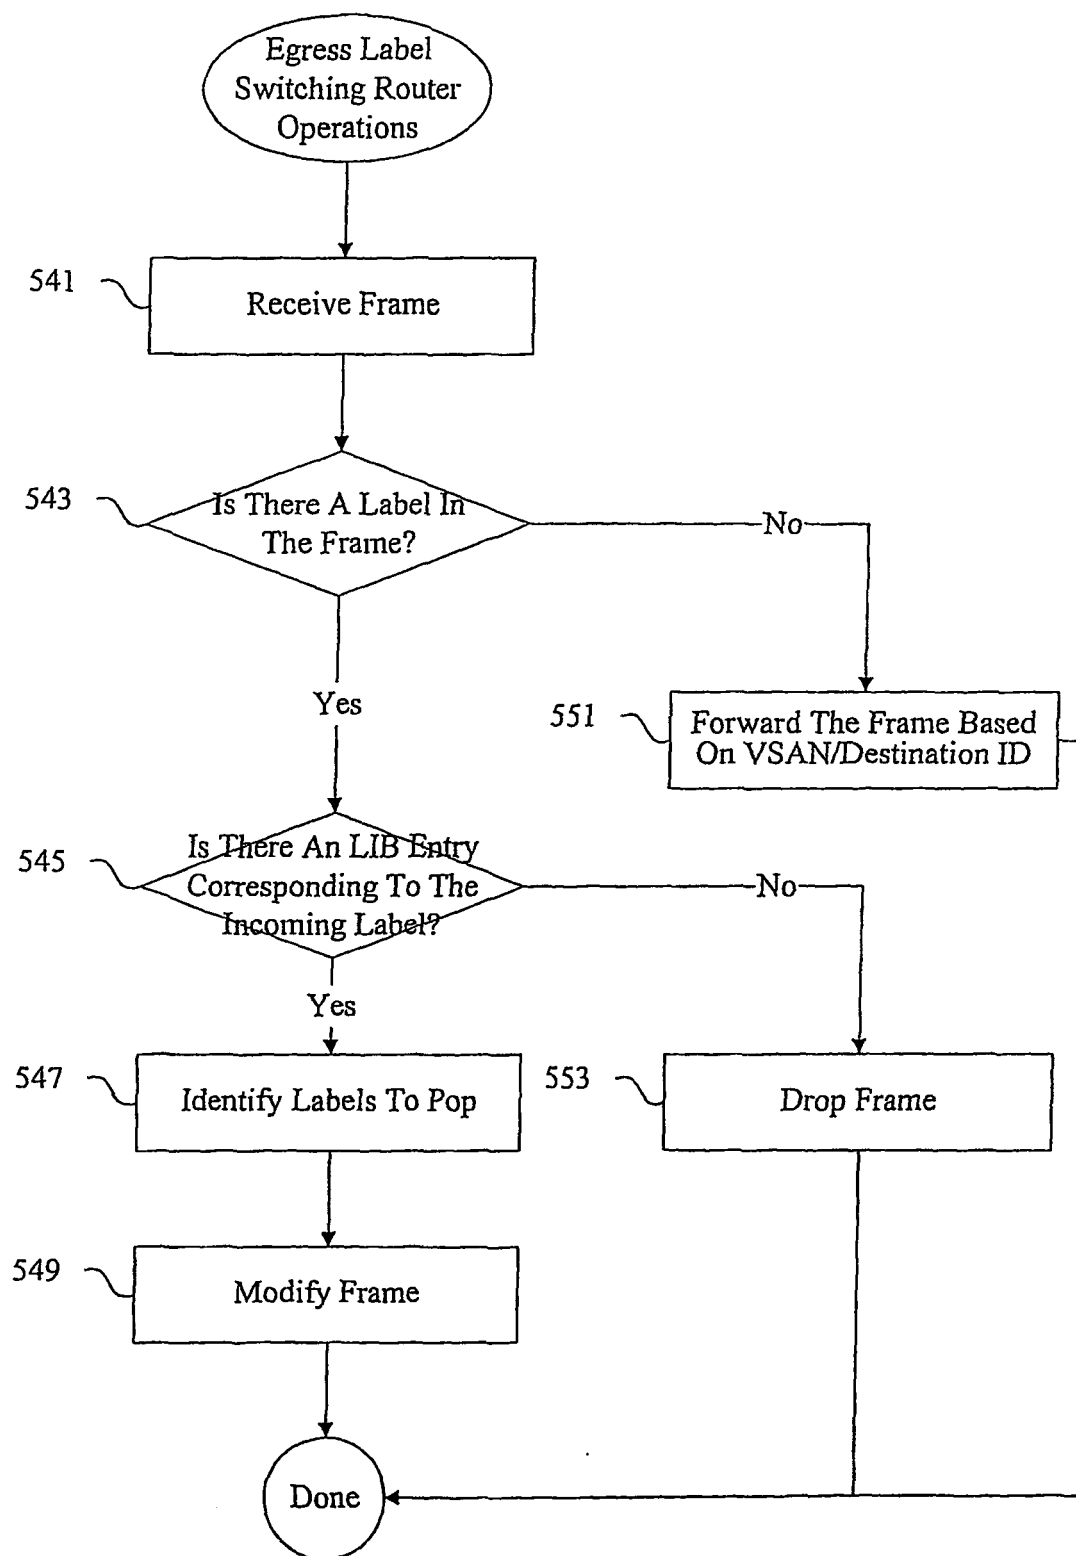 Egress Label
Switching Router
Operations
541
Receive Frame
543
Is There A Label In
The Frame?
No
Yes
551
Forward The Frame Based
On VSAN/Destination ID
545
Is There An LIB Entry
Corresponding To The
Incoming Label?
No
Yes
547
Identify Labels To Pop
553
Drop Frame
549
Modify Frame
Done